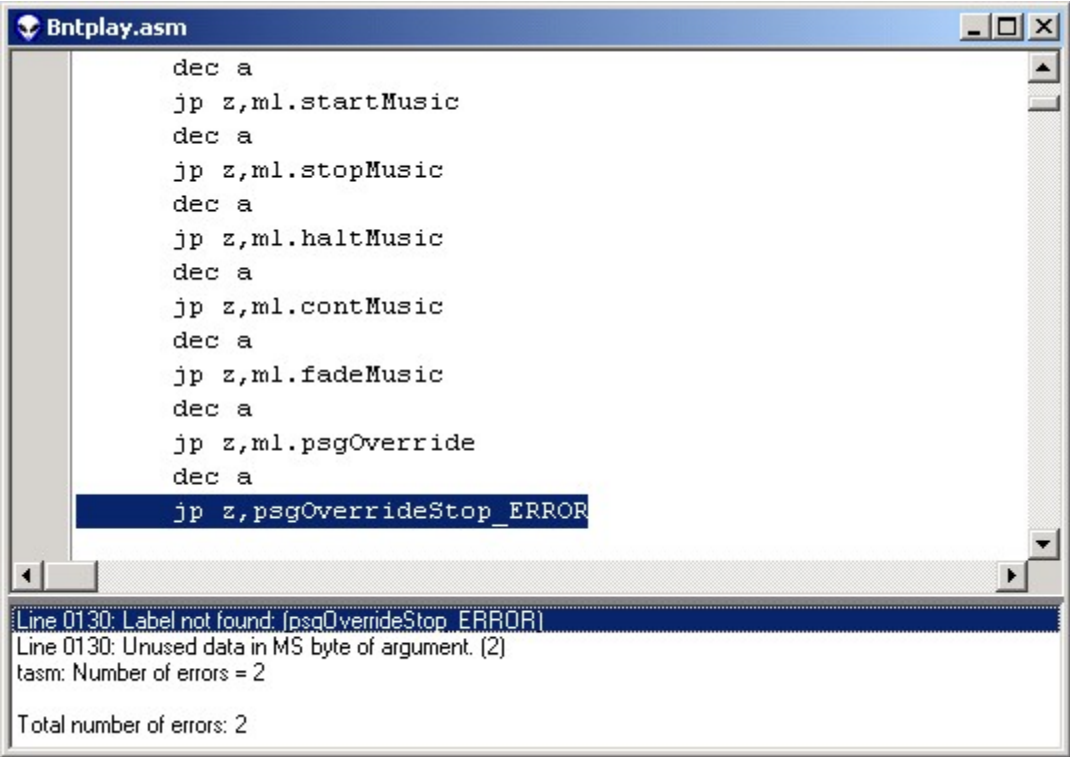 Bntplay.asm
dec a
jp z,ml.startMusic
dec a
jp z,ml.stopMusic
dec a
jp z,ml.haltMusic
dec a
jp z,ml.contMusic
dec a
jp z,ml.fadeMusic
dec a
jp z,ml.psgOverride
dec a
jp z,psgOverrideStop_ERROR
Line 0130: Label not found: (psgOverrideStop_ERROR)
Line 0130: Unused data in MS byte of argument. (2)
tasm: Number of errors = 2
Total number of errors: 2